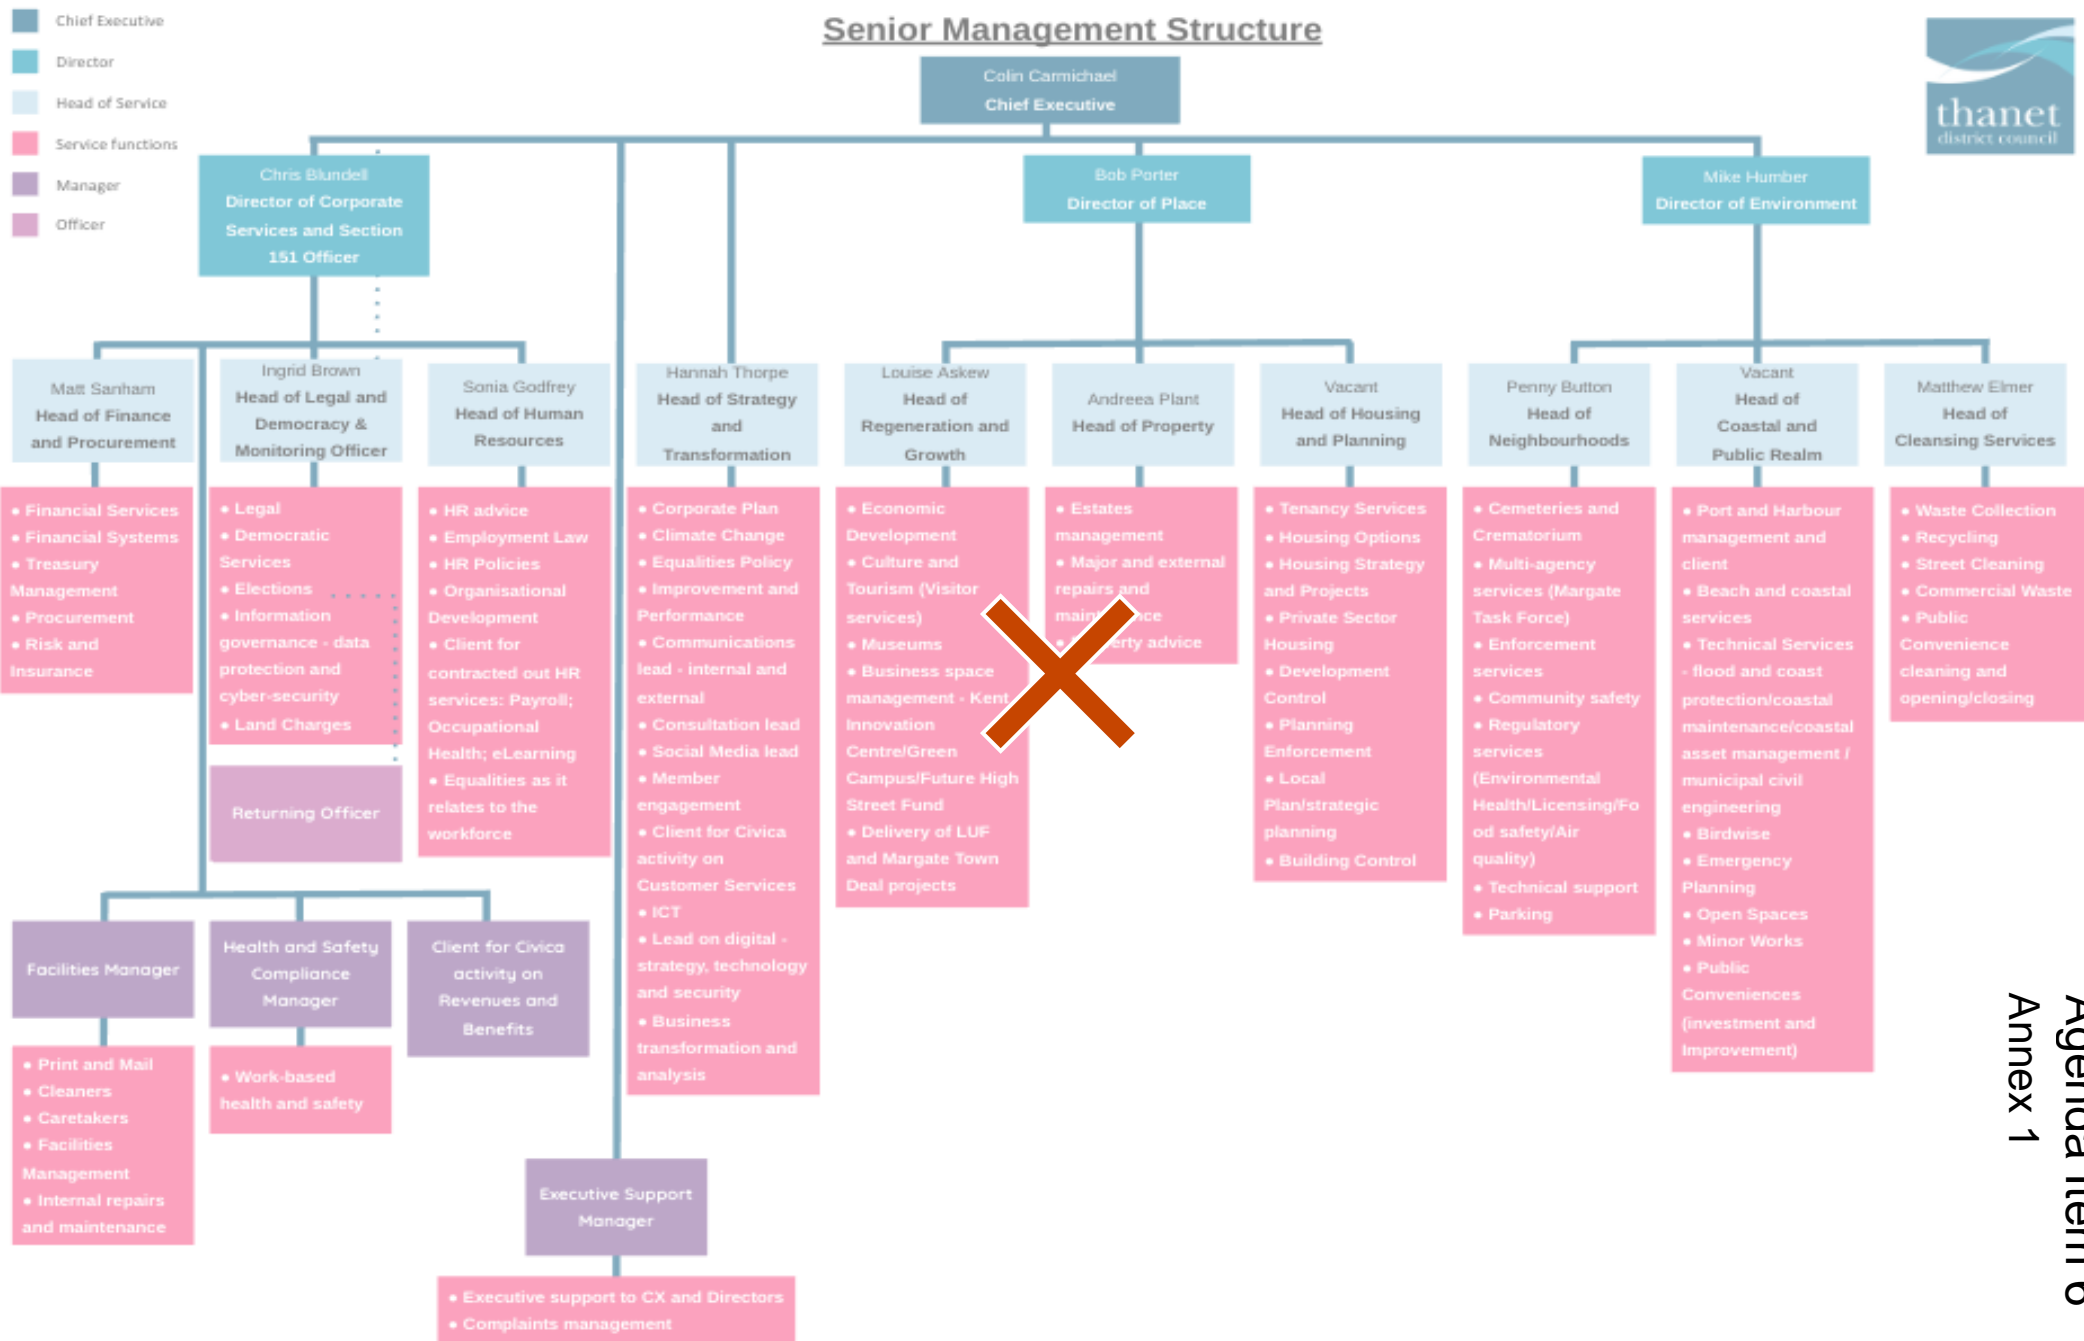 Chief Executive
Director
Head of Service
Service functions
Manager
Officer
Senior Management Structure
thanet
district council
Colin Carmichael
Chief Executive
Chris Blundell
Director of Corporate
Services and Section
151 Officer
Bob Porter
Director of Place
Mike Humber
Director of Environment
Matt Sanham
Head of Finance
and Procurement
Ingrid Brown
Head of Legal and
Democracy &
Monitoring Officer
Sonia Godfrey
Head of Human
Resources
Hannah Thorpe
Head of Strategy
and
Transformation
Louise Askew
Head of
Regeneration and
Growth
Andreea Plant
Head of Property
Vacant
Head of Housing
and Planning
Penny Button
Head of
Neighbourhoods
Vacant
Head of
Coastal and
Public Realm
Matthew Elmer
Head of
Cleansing Services
● Financial Services
● Financial Systems
● Treasury
Management
● Procurement
● Risk and
Insurance
● Legal
● Democratic
Services
● Elections
● Information
governance - data
protection and
cyber-security
● Land Charges
● HR advice
● Employment Law
● HR Policies
● Organisational
Development
● Client for
contracted out HR
services: Payroll;
Occupational
Health; eLearning
● Equalities as it
relates to the
workforce
● Corporate Plan
● Climate Change
● Equalities Policy
● Improvement and
Performance
● Communications
lead - internal and
external
● Consultation lead
● Social Media lead
● Member
engagement
● Client for Civica
activity on
Customer Services
● ICT
● Lead on digital -
strategy, technology
and security
● Business
transformation and
analysis
● Economic
Development
● Culture and
Tourism (Visitor
services)
● Museums
● Business space
management - Kent
Innovation
Centre/Green
Campus/Future High
Street Fund
● Delivery of LUF
and Margate Town
Deal projects
● Estates
management
● Major and external
repairs and
● advice
● Tenancy Services
● Housing Options
● Housing Strategy
and Projects
● Private Sector
Housing
● Development
Control
● Planning
Enforcement
● Local
Plan/strategic
planning
● Building Control
● Cemeteries and
Crematorium
● Multi-agency
services (Margate
Task Force)
● Enforcement
services
● Community safety
● Regulatory
services
(Environmental
Health/Licensing/Fo
od safety/Air
quality)
● Technical support
● Parking
● Port and Harbour
management and
client
● Beach and coastal
services
● Technical Services
- flood and coast
protection/coastal
maintenance/coastal
asset management /
municipal civil
engineering
● Birdwise
● Emergency
Planning
● Open Spaces
● Minor Works
● Public
Conveniences
(investment and
Improvement)
● Waste Collection
● Recycling
● Street Cleaning
● Commercial Waste
● Public
Convenience
cleaning and
opening/closing
Returning Officer
Facilities Manager
Health and Safety
Compliance
Manager
Client for Civica
activity on
Revenues and
Benefits
● Print and Mail
● Cleaners
● Caretakers
● Facilities
Management
● Internal repairs
and maintenance
● Work-based
health and safety
Executive Support
Manager
● Executive support to CX and Directors
● Complaints management
Agenda Item 6
Annex 1